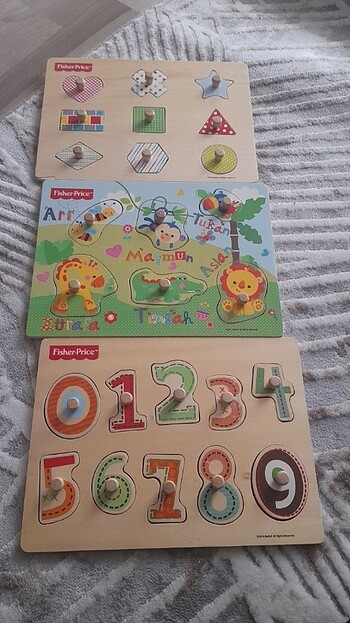 Fisher-Price
Fisher-Price
Arı
Tukan
Maymun
Aslan
Zürafa
Timsah
Fisher-Price
0 1 2 3 4
5 6 7 8 9